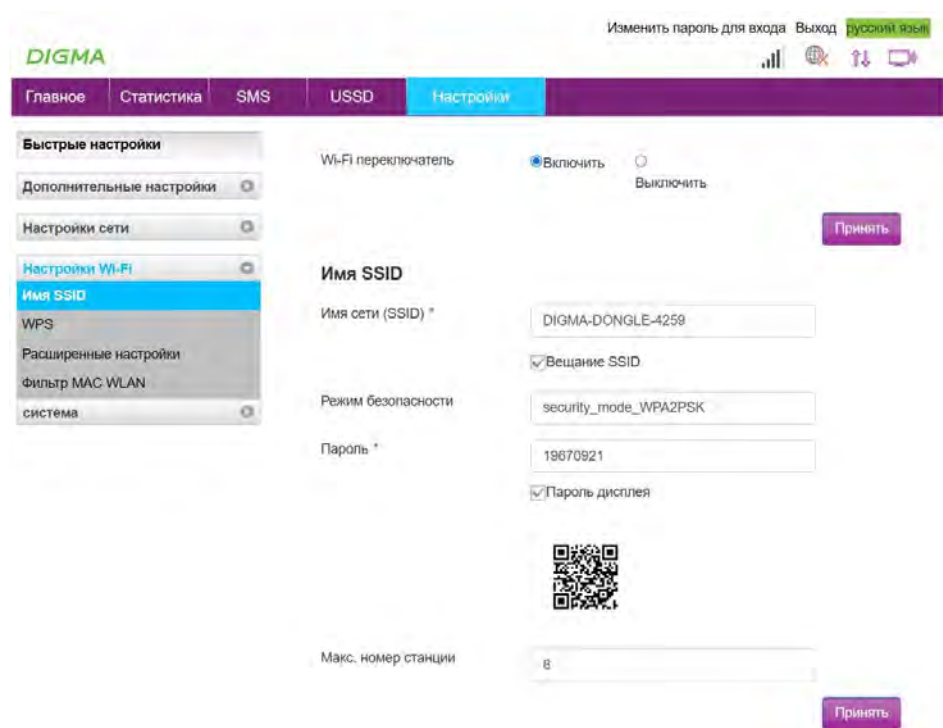 Изменить пароль для входа Выход русский язык
DIGMA
Главное Статистика SMS USSD Настройки
Быстрые настройки
Дополнительные настройки
Настройки сети
Настройки Wi-Fi
Имя SSID
WPS
Расширенные настройки
Фильтр MAC WLAN
система
Wi-Fi переключатель Включить
Выключить
Принять
Имя SSID
Имя сети (SSID) * DIGMA-DONGLE-4259
Вещание SSID
Режим безопасности security_mode_WPA2PSK
Пароль * 19670921
Пароль дисплея
Макс. номер станции 8
Принять